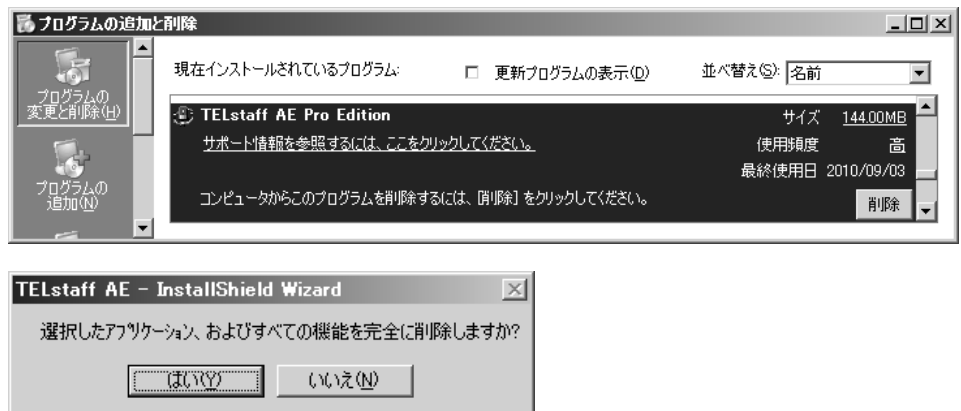 プログラムの追加と削除
プログラムの
変更と削除(H)
プログラムの
追加(N)
現在インストールされているプログラム:
更新プログラムの表示(D)
並べ替え(S): 名前
TELstaff AE Pro Edition
サイズ 144.00MB
サポート情報を参照するには、ここをクリックしてください。
使用頻度 高
最終使用日 2010/09/03
コンピュータからこのプログラムを削除するには、[削除] をクリックしてください。
削除
TELstaff AE - InstallShield Wizard
選択したアプリケーション、およびすべての機能を完全に削除しますか?
はい(Y)
いいえ(N)